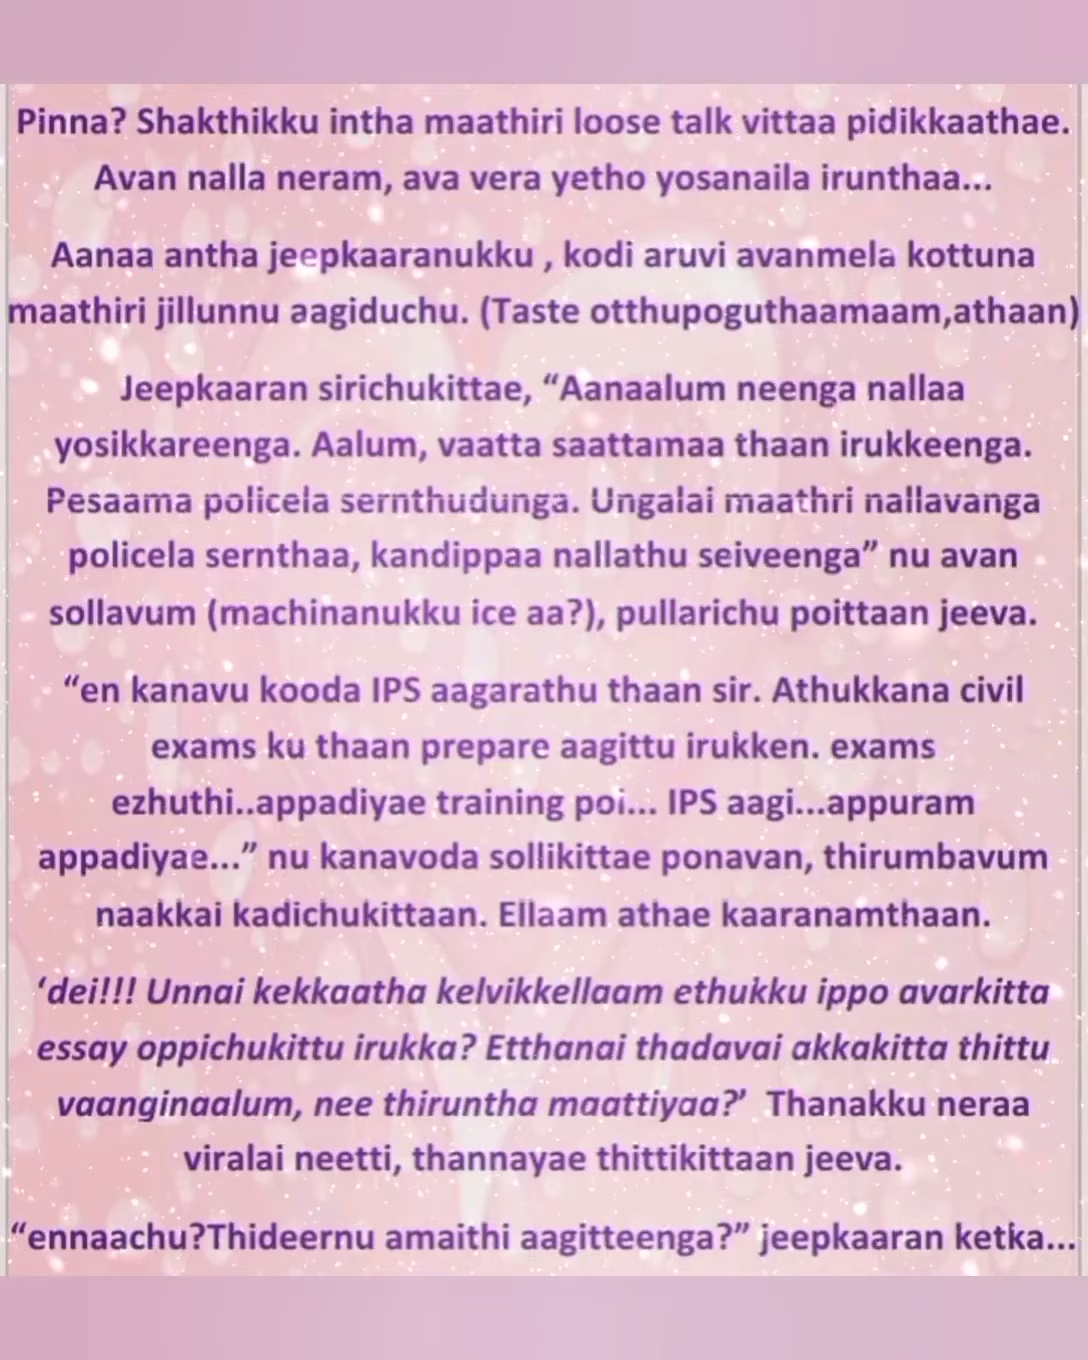 Pinna? Shakthikku intha maathiri loose talk vittaa pidikkaathae.
Avan nalla neram, ava vera yetho yosanaila irunthaa...
Aanaa antha jeepkaaranukku , kodi aruvi avanmela kottuna
maathiri jillunnu aagiduchu. (Taste otthupoguthaamaam,athaan)
Jeepkaaran sirichukittae, “Aanaalum neenga nallaa
yosikkareenga. Aalum, vaatta saattamaa thaan irukkeenga.
Pesaama policela sernthudunga. Ungalai maathri nallavanga
policela sernthaa, kandippaa nallathu seiveenga” nu avan
sollavum (machinanukku ice aa?), pullarichu poittaan jeeva.
“en kanavu kooda IPS aagarathu thaan sir. Athukkana civil
exams ku thaan prepare aagittu irukken. exams
ezhuthi..appadiyae training poi... IPS aagi...appuram
appadiyae...” nu kanavoda sollikittae ponavan, thirumbavum
naakkai kadichukittaan. Ellaam athae kaaranamthaan.
‘dei!!! Unnai kekkaatha kelvikkellaam ethukku ippo avarkitta
essay oppichukittu irukka? Etthanai thadavai akkakitta thittu
vaanginaalum, nee thiruntha maattiyaa?’ Thanakku neraa
viralai neetti, thannayae thittikittaan jeeva.
“ennaachu?Thideernu amaithi aagitteenga?” jeepkaaran ketka...